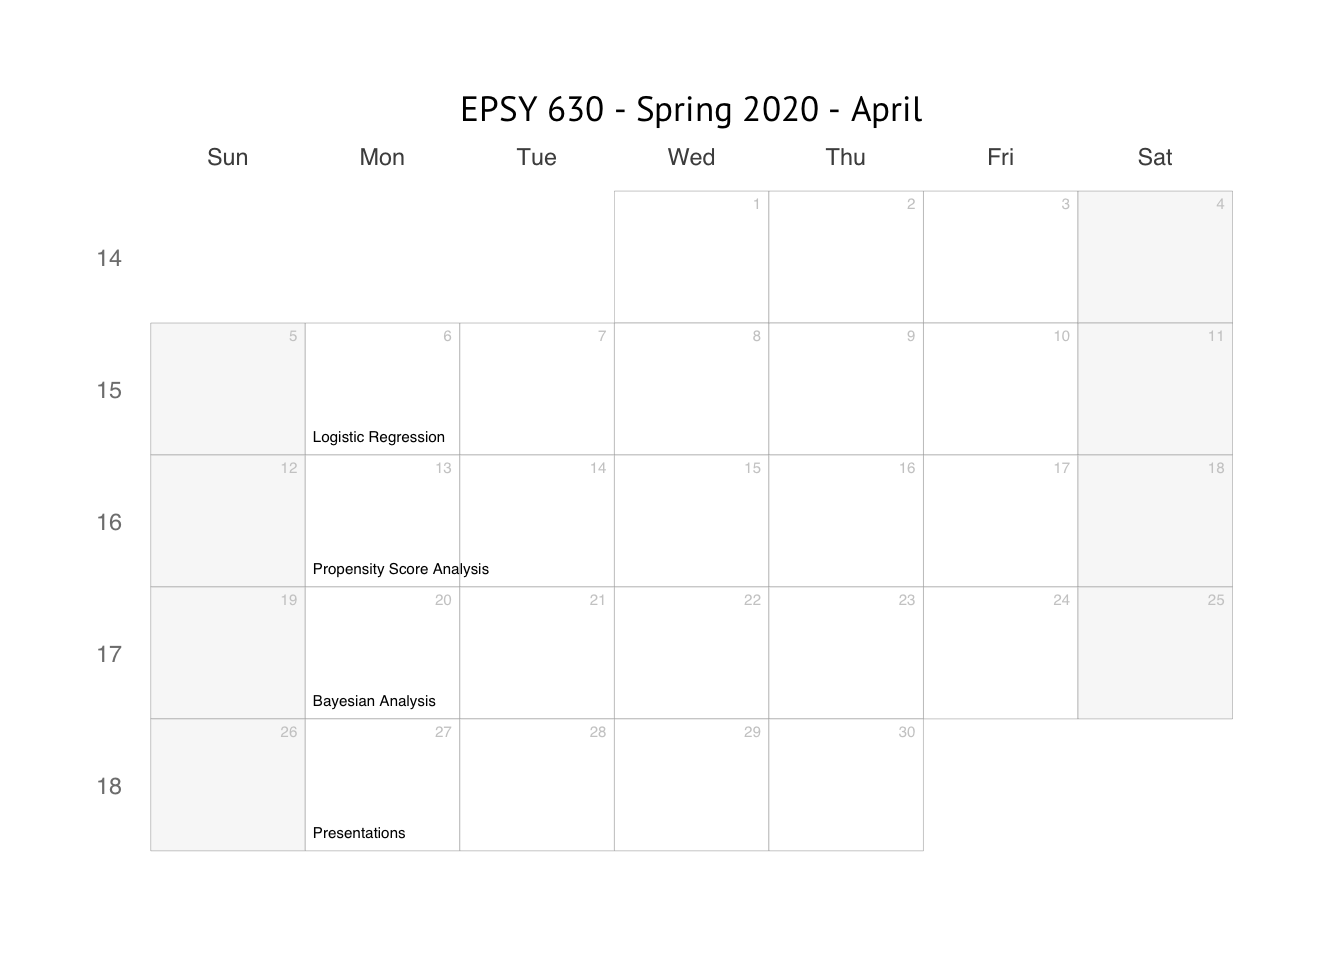 EPSY 630 - Spring 2020 - April
Sun Mon Tue Wed Thu Fri Sat
1 2 3 4
14
5 6 7 8 9 10 11
15
Logistic Regression
12 13 14 15 16 17 18
16
Propensity Score Analysis
19 20 21 22 23 24 25
17
Bayesian Analysis
26 27 28 29 30
18
Presentations